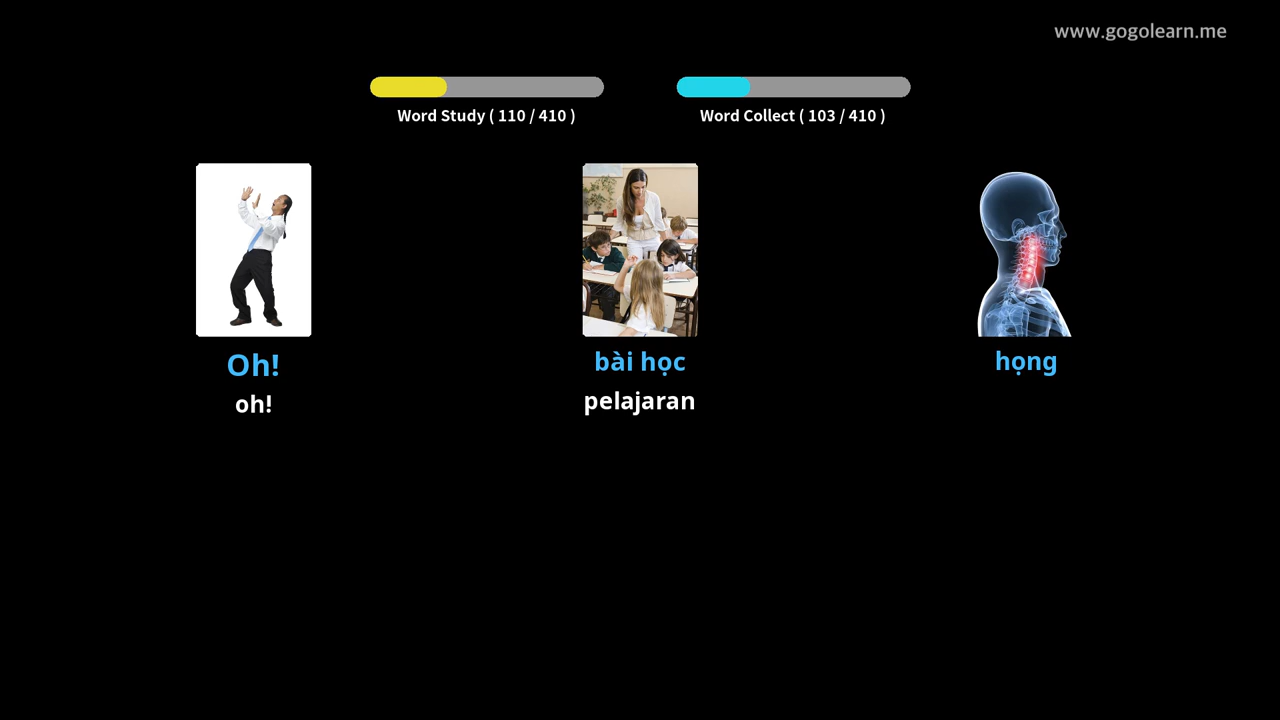 www.gogolearn.me
Word Study ( 110 / 410 )
Word Collect ( 103 / 410 )
Oh!
bài học
họng
oh!
pelajaran